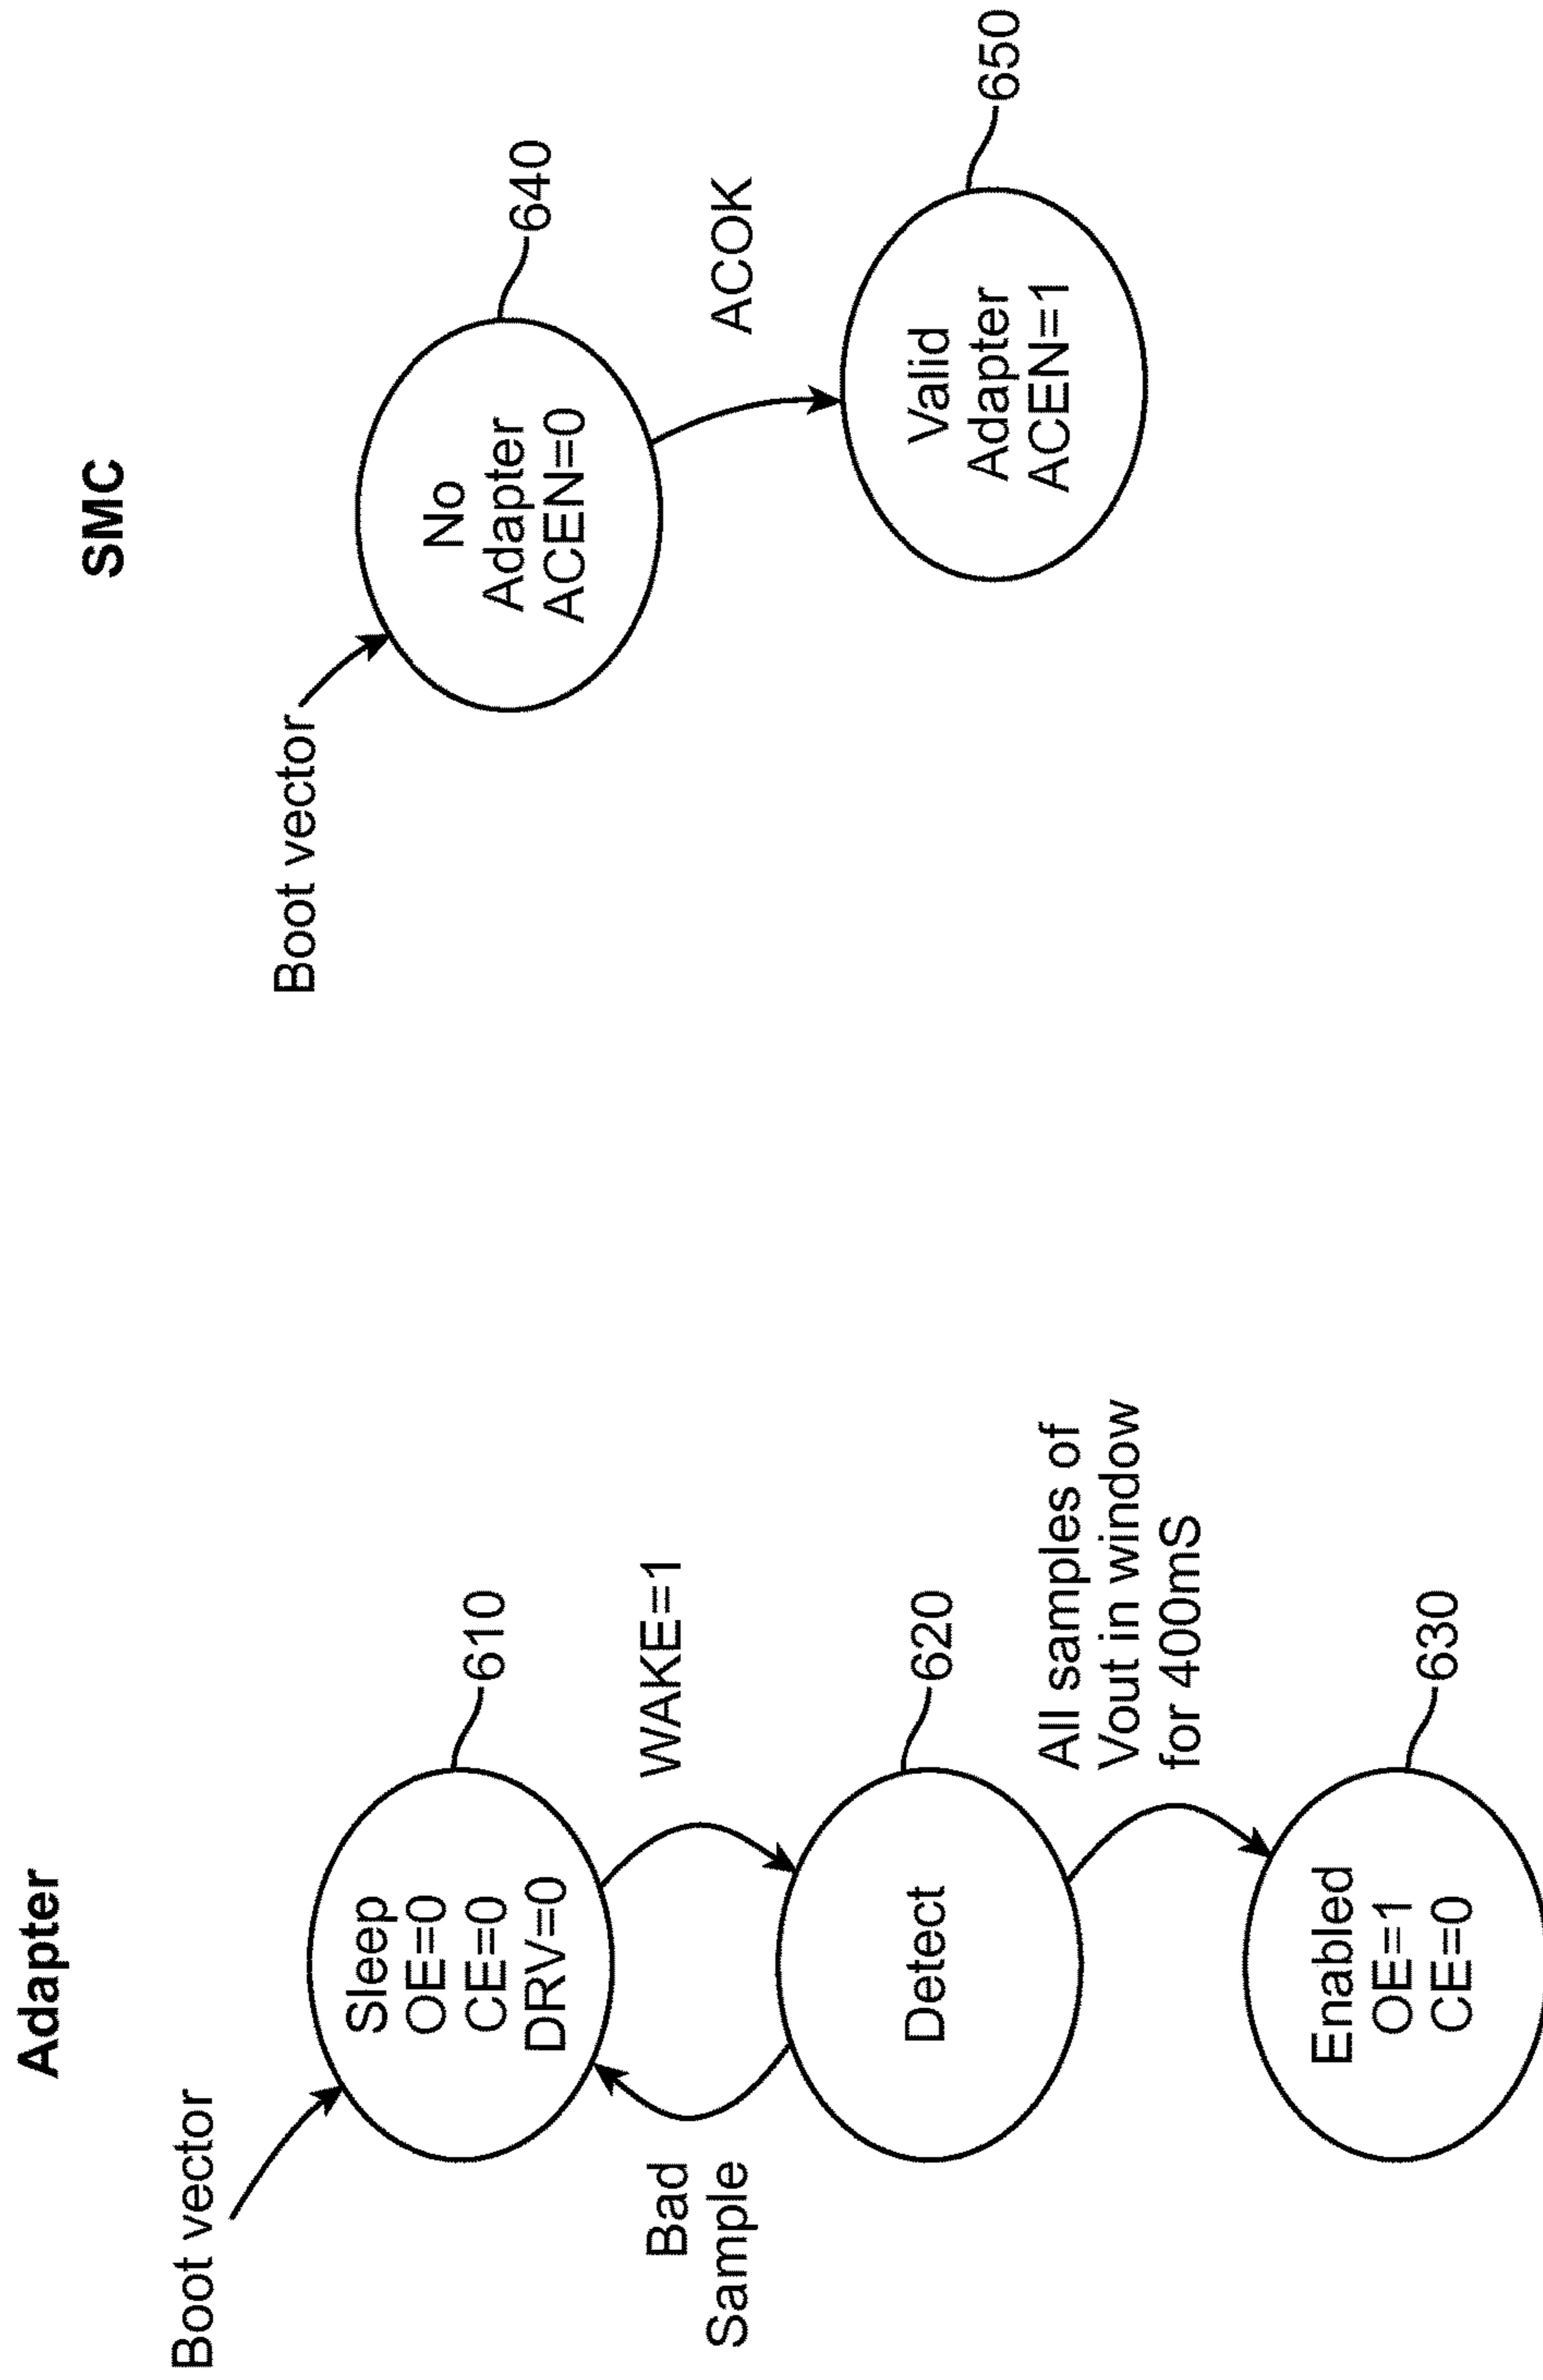 Adapter
Boot vector
Sleep
OE=0
CE=0
DRV=0
610
WAKE=1
Bad
Sample
Detect
620
All samples of
Vout in window
for 400mS
Enabled
OE=1
CE=0
630
SMC
Boot vector
No
Adapter
ACEN=0
640
ACOK
Valid
Adapter
ACEN=1
650